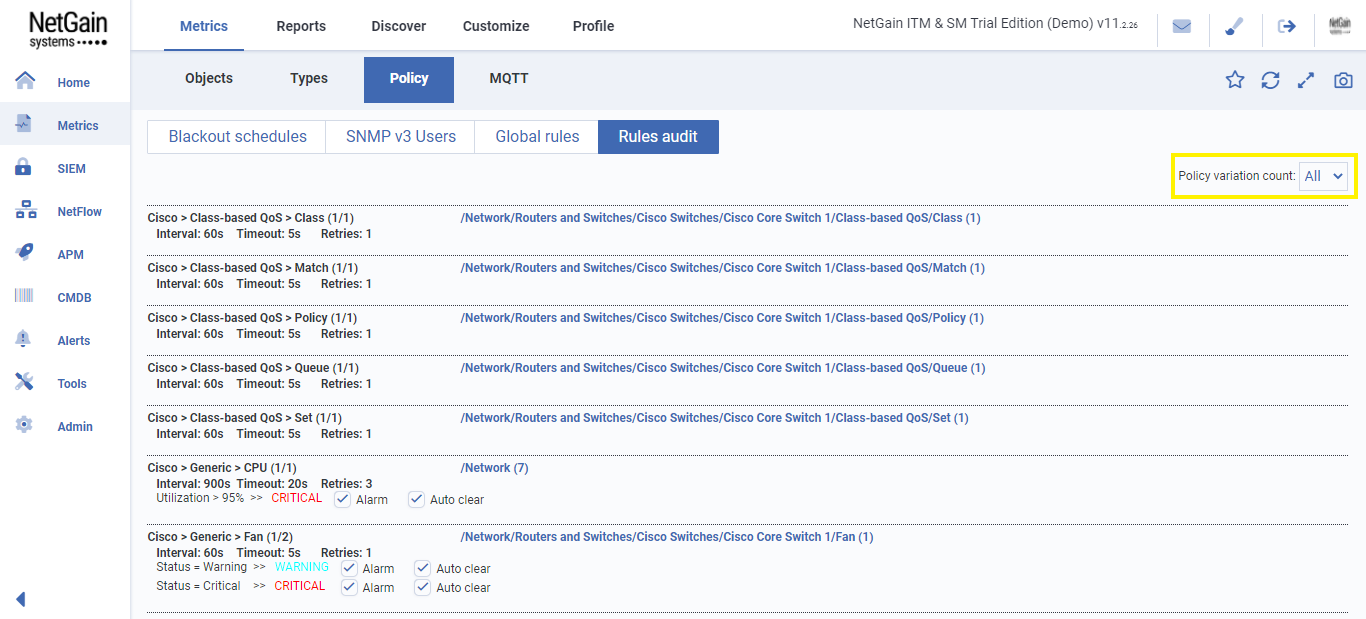 NetGain
systems
Metrics Reports Discover Customize Profile
NetGain ITM & SM Trial Edition (Demo) v11.2.26
NetGain
systems
Objects Types Policy MQTT
Home
Metrics
SIEM
NetFlow
APM
CMDB
Alerts
Tools
Admin
Blackout schedules SNMP v3 Users Global rules Rules audit
Policy variation count: All
Cisco > Class-based QoS > Class (1/1) /Network/Routers and Switches/Cisco Switches/Cisco Core Switch 1/Class-based QoS/Class (1)
Interval: 60s Timeout: 5s Retries: 1
Cisco > Class-based QoS > Match (1/1) /Network/Routers and Switches/Cisco Switches/Cisco Core Switch 1/Class-based QoS/Match (1)
Interval: 60s Timeout: 5s Retries: 1
Cisco > Class-based QoS > Policy (1/1) /Network/Routers and Switches/Cisco Switches/Cisco Core Switch 1/Class-based QoS/Policy (1)
Interval: 60s Timeout: 5s Retries: 1
Cisco > Class-based QoS > Queue (1/1) /Network/Routers and Switches/Cisco Switches/Cisco Core Switch 1/Class-based QoS/Queue (1)
Interval: 60s Timeout: 5s Retries: 1
Cisco > Class-based QoS > Set (1/1) /Network/Routers and Switches/Cisco Switches/Cisco Core Switch 1/Class-based QoS/Set (1)
Interval: 60s Timeout: 5s Retries: 1
Cisco > Generic > CPU (1/1) /Network (7)
Interval: 900s Timeout: 20s Retries: 3
Utilization > 95% >> CRITICAL Alarm Auto clear
Cisco > Generic > Fan (1/2) /Network/Routers and Switches/Cisco Switches/Cisco Core Switch 1/Fan (1)
Interval: 60s Timeout: 5s Retries: 1
Status = Warning >> WARNING Alarm Auto clear
Status = Critical >> CRITICAL Alarm Auto clear